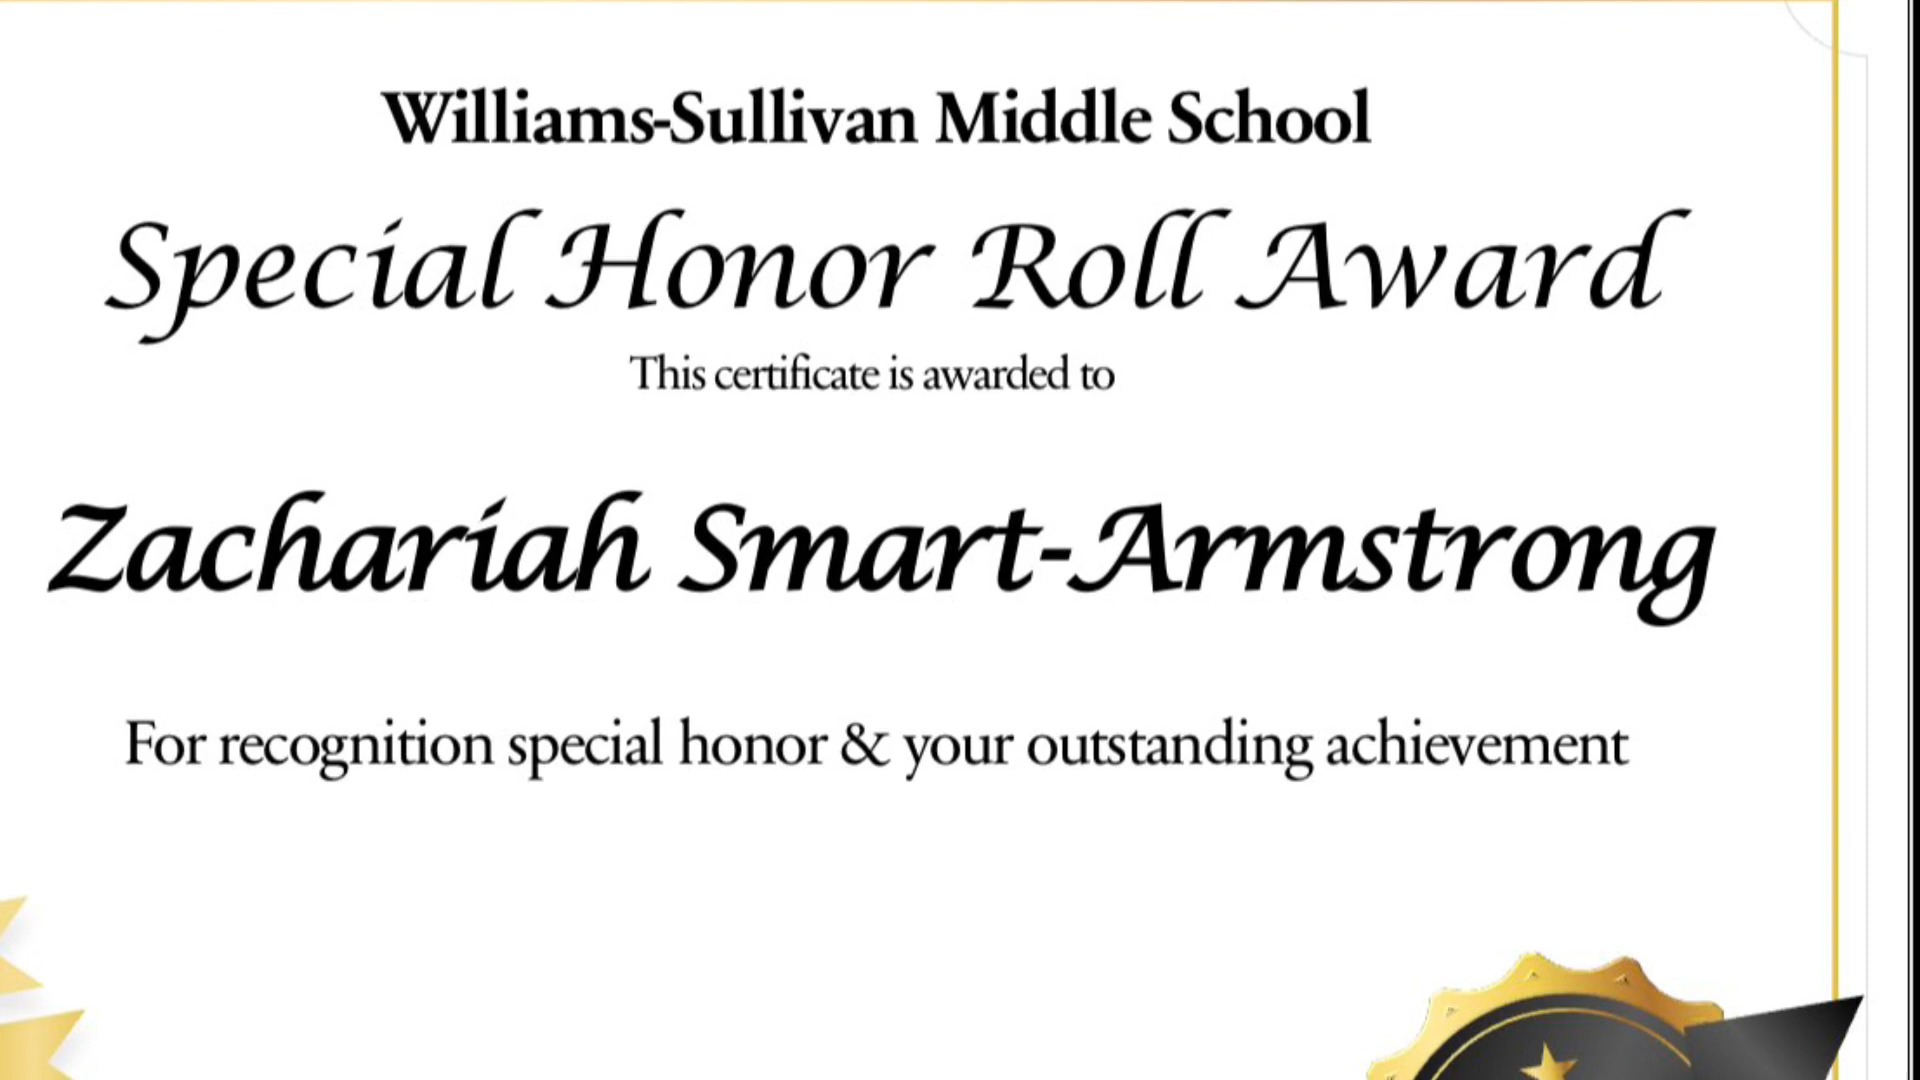 Williams-Sullivan Middle School
Special Honor Roll Award
This certificate is awarded to
Zachariah Smart-Armstrong
For recognition special honor & your outstanding achievement